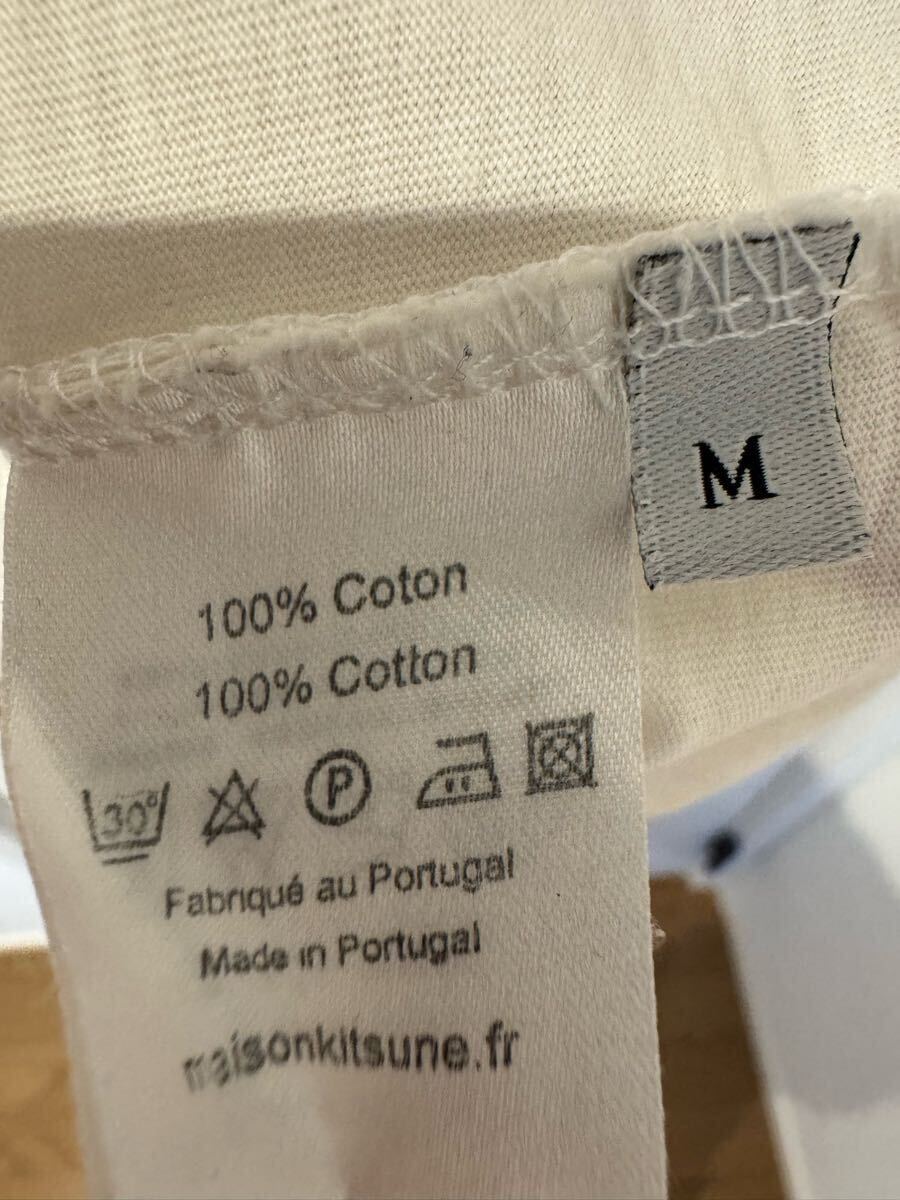 M
100% Coton
100% Cotton
30°
P
Fabriqué au Portugal
Made in Portugal
maisonkitsune.fr